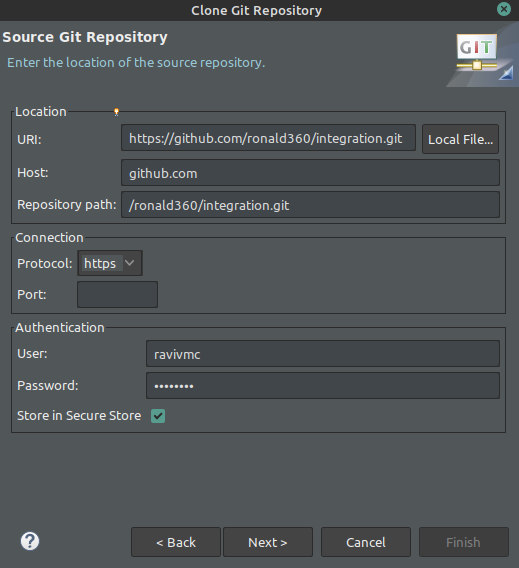 Clone Git Repository
Source Git Repository
Enter the location of the source repository.
GIT
Location
URI: https://github.com/ronald360/integration.git Local File...
Host: github.com
Repository path: /ronald360/integration.git
Connection
Protocol: https
Port:
Authentication
User: ravivmc
Password: ••••••••
Store in Secure Store
? < Back Next > Cancel Finish